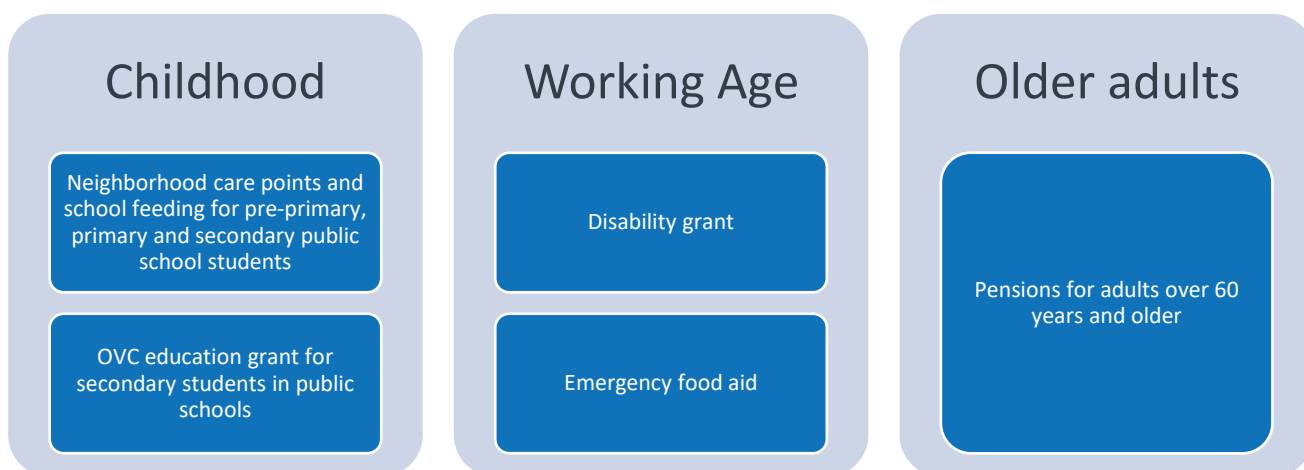 Childhood
Neighborhood care points and
school feeding for pre-primary,
primary and secondary public
school students
OVC education grant for
secondary students in public
schools
Working Age
Disability grant
Emergency food aid
Older adults
Pensions for adults over 60
years and older